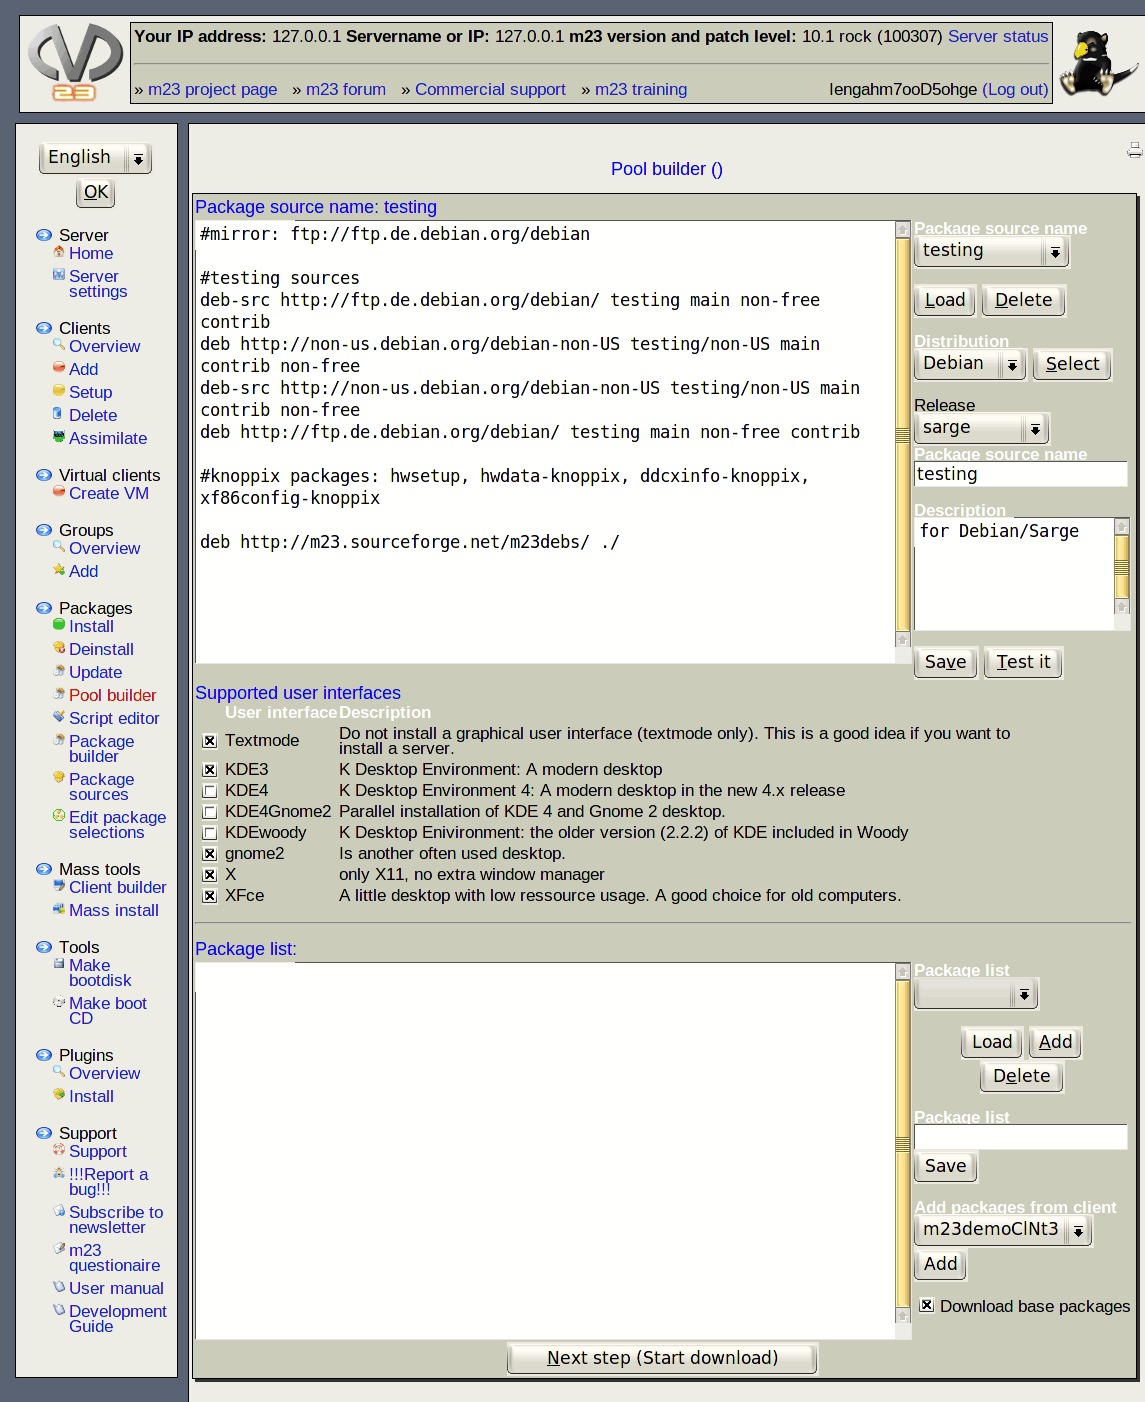 Your IP address: 127.0.0.1 Servername or IP: 127.0.0.1 m23 version and patch level: 10.1 rock (100307) Server status
» m23 project page » m23 forum » Commercial support » m23 training Iengahm7ooD5ohge (Log out)
23
English
OK
Server
Home
Server
settings
Clients
Overview
Add
Setup
Delete
Assimilate
Virtual clients
Create VM
Groups
Overview
Add
Packages
Install
Deinstall
Update
Pool builder
Script editor
Package
builder
Package
sources
Edit package
selections
Mass tools
Client builder
Mass install
Tools
Make
bootdisk
Make boot
CD
Plugins
Overview
Install
Support
Support
!!!Report a
bug!!!
Subscribe to
newsletter
m23
questionaire
User manual
Development
Guide
Pool builder ()
Package source name: testing
#mirror: ftp://ftp.de.debian.org/debian
#testing sources
deb-src http://ftp.de.debian.org/debian/ testing main non-free
contrib
deb http://non-us.debian.org/debian-non-US testing/non-US main
contrib non-free
deb-src http://non-us.debian.org/debian-non-US testing/non-US main
contrib non-free
deb http://ftp.de.debian.org/debian/ testing main non-free contrib
#knoppix packages: hwsetup, hwdata-knoppix, ddcxinfo-knoppix,
xf86config-knoppix
deb http://m23.sourceforge.net/m23debs/ ./
Package source name
testing
Load Delete
Distribution
Debian Select
Release
sarge
Package source name
testing
Description
for Debian/Sarge
Save Test it
Supported user interfaces
User interface Description
Textmode Do not install a graphical user interface (textmode only). This is a good idea if you want to
install a server.
KDE3 K Desktop Environment: A modern desktop
KDE4 K Desktop Environment 4: A modern desktop in the new 4.x release
KDE4Gnome2 Parallel installation of KDE 4 and Gnome 2 desktop.
KDEwoody K Desktop Enivironment: the older version (2.2.2) of KDE included in Woody
gnome2 Is another often used desktop.
X only X11, no extra window manager
XFce A little desktop with low ressource usage. A good choice for old computers.
Package list:
Package list
Load Add
Delete
Package list
Save
Add packages from client
m23demoClNt3
Add
Download base packages
Next step (Start download)